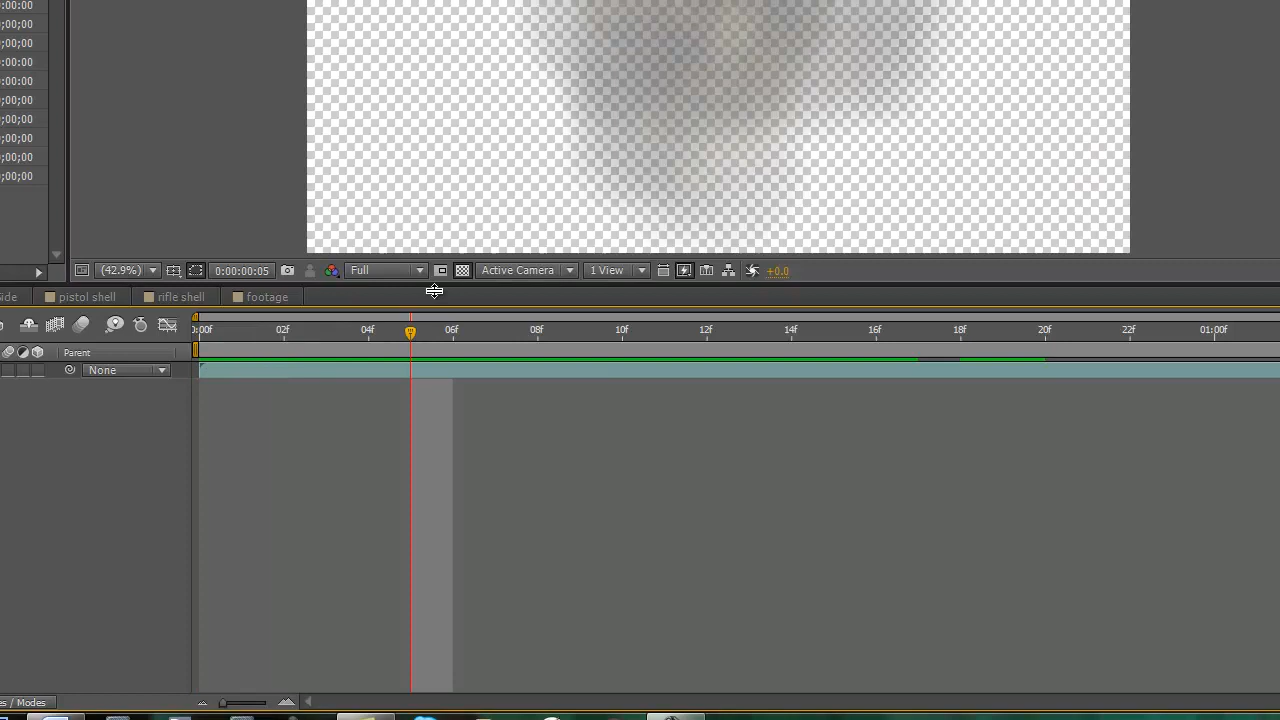 00:00
;00;00
;00;00
00:00
;00;00
00:00
;00;00
;00;00
;00;00
;00;00
(42.9%) 0:00:00:05 Full Active Camera 1 View +0.0
Side pistol shell rifle shell footage
0:00f 02f 04f 06f 08f 10f 12f 14f 16f 18f 20f 22f 01:00f
Parent
None
es / Modes